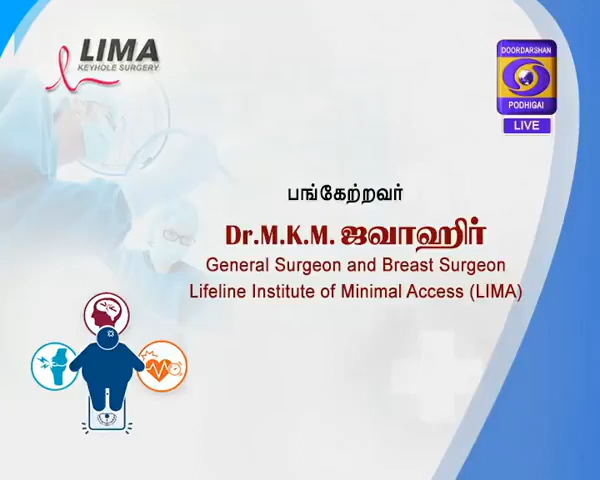 LIMA
KEYHOLE SURGERY
DOORDARSHAN
PODHIGAI
LIVE
பங்கேற்றவர்
Dr.M.K.M. ஜவாஹிர்
General Surgeon and Breast Surgeon
Lifeline Institute of Minimal Access (LIMA)